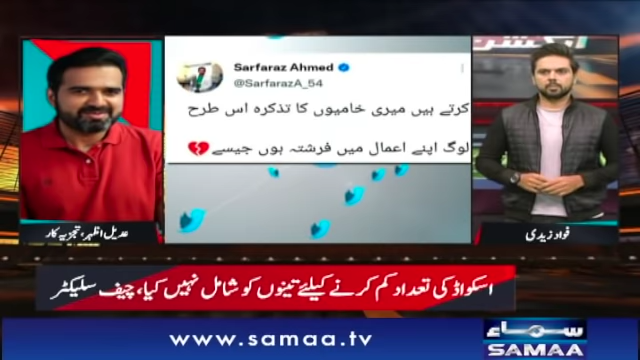 Sarfaraz Ahmed
@SarfarazA_54
کرتے ہیں میری خامیوں کا تذکرہ اس طرح
لوگ اپنے اعمال میں فرشتہ ہوں جیسے💔
عدیل اظہر، تجزیہ کار
فواد زیدی
اسکواڈ کی تعداد کم کرنے کیلئے تینوں کو شامل نہیں کیا، چیف سلیکٹر
www.samaa.tv
سماء
SAMAA